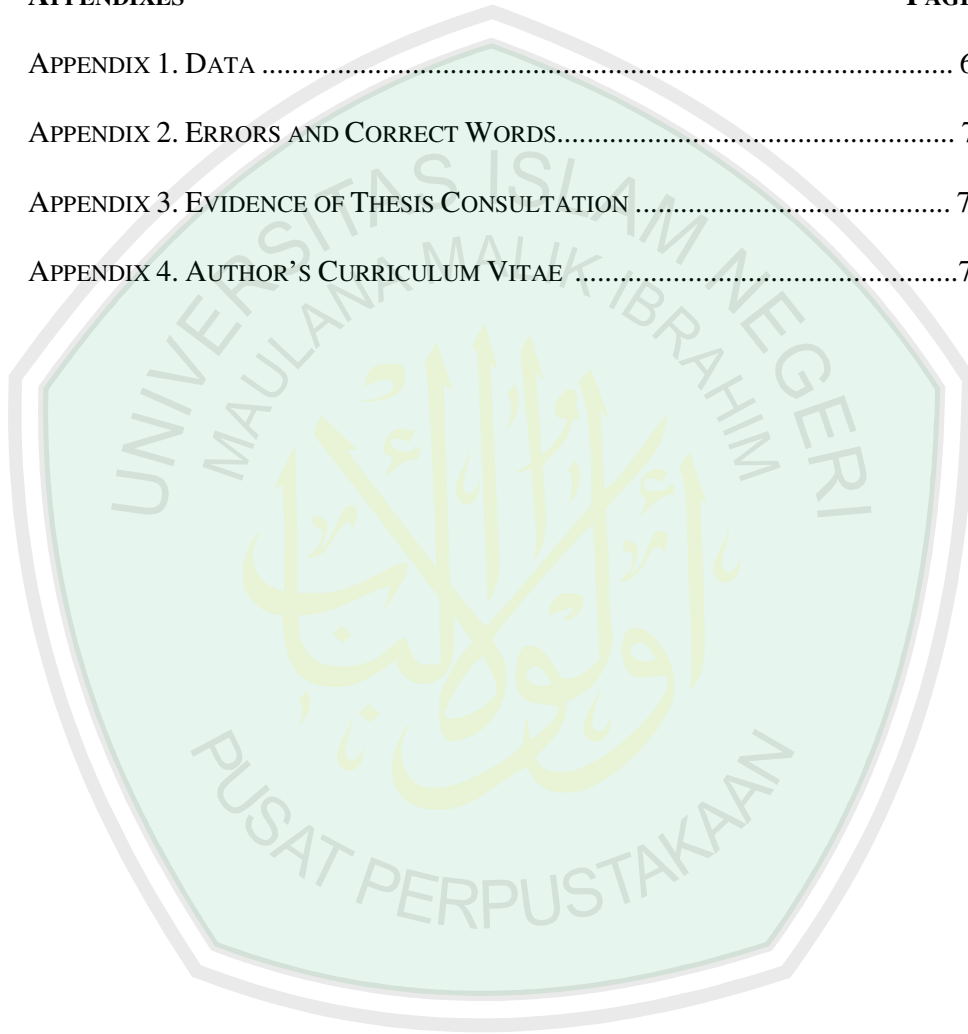 APPENDIXES
APPENDIX 1. DATA ............................................................................................. 6
APPENDIX 2. ERRORS AND CORRECT WORDS..................................................... 7
APPENDIX 3. EVIDENCE OF THESIS CONSULTATION .......................................... 7
APPENDIX 4. AUTHOR’S CURRICULUM VITAE ...................................................7
UNIVERSITAS ISLAM NEGERI
MAULANA MALIK IBRAHIM
PUSAT PERPUSTAKAAN